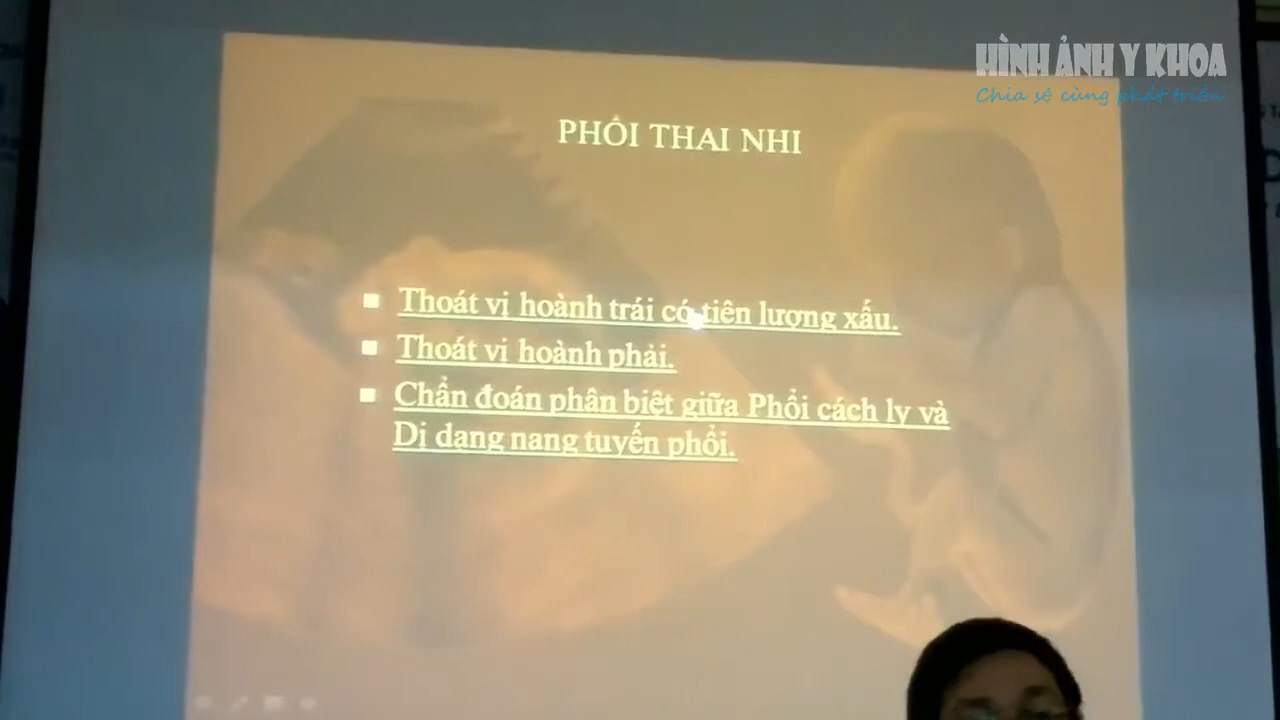 HÌNH ẢNH Y KHOA
Chia sẻ cùng phát triển
PHỔI THAI NHI
Thoát vị hoành trái có tiên lượng xấu.
Thoát vị hoành phải.
Chẩn đoán phân biệt giữa Phổi cách ly và
Dị dạng nang tuyến phổi.